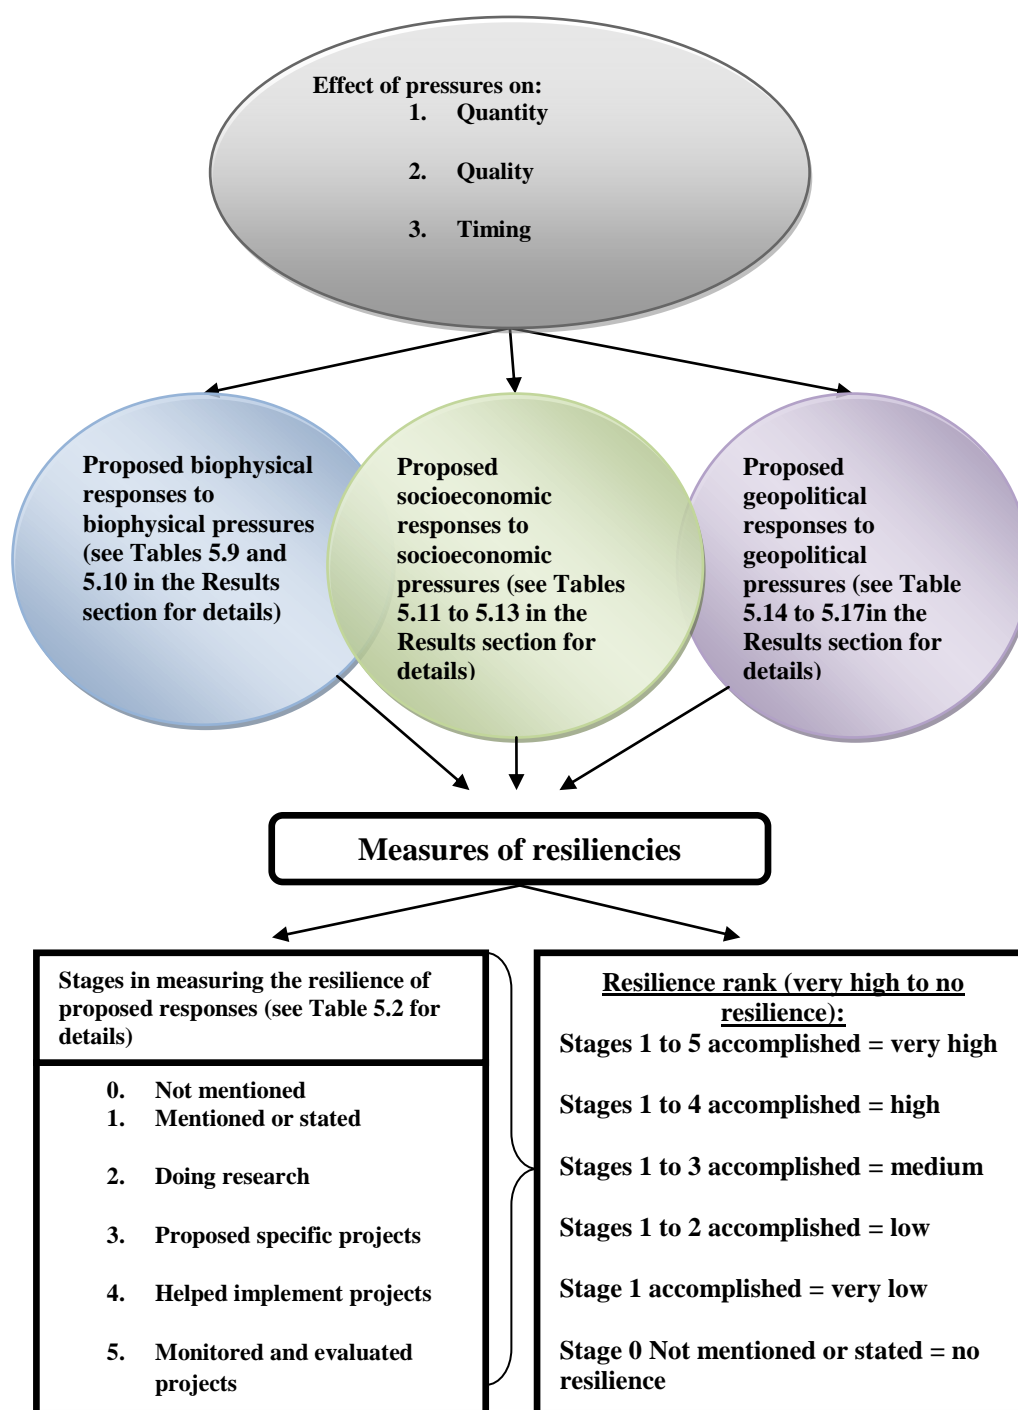 Effect of pressures on:
1. Quantity
2. Quality
3. Timing
Proposed biophysical
responses to
biophysical pressures
(see Tables 5.9 and
5.10 in the Results
section for details)
Proposed
socioeconomic
responses to
socioeconomic
pressures (see Tables
5.11 to 5.13 in the
Results section for
details)
Proposed
geopolitical
responses to
geopolitical
pressures (see Table
5.14 to 5.17in the
Results section for
details)
Measures of resiliencies
Stages in measuring the resilience of
proposed responses (see Table 5.2 for
details)
0. Not mentioned
1. Mentioned or stated
2. Doing research
3. Proposed specific projects
4. Helped implement projects
5. Monitored and evaluated
projects
Resilience rank (very high to no
resilience):
Stages 1 to 5 accomplished = very high
Stages 1 to 4 accomplished = high
Stages 1 to 3 accomplished = medium
Stages 1 to 2 accomplished = low
Stage 1 accomplished = very low
Stage 0 Not mentioned or stated = no
resilience